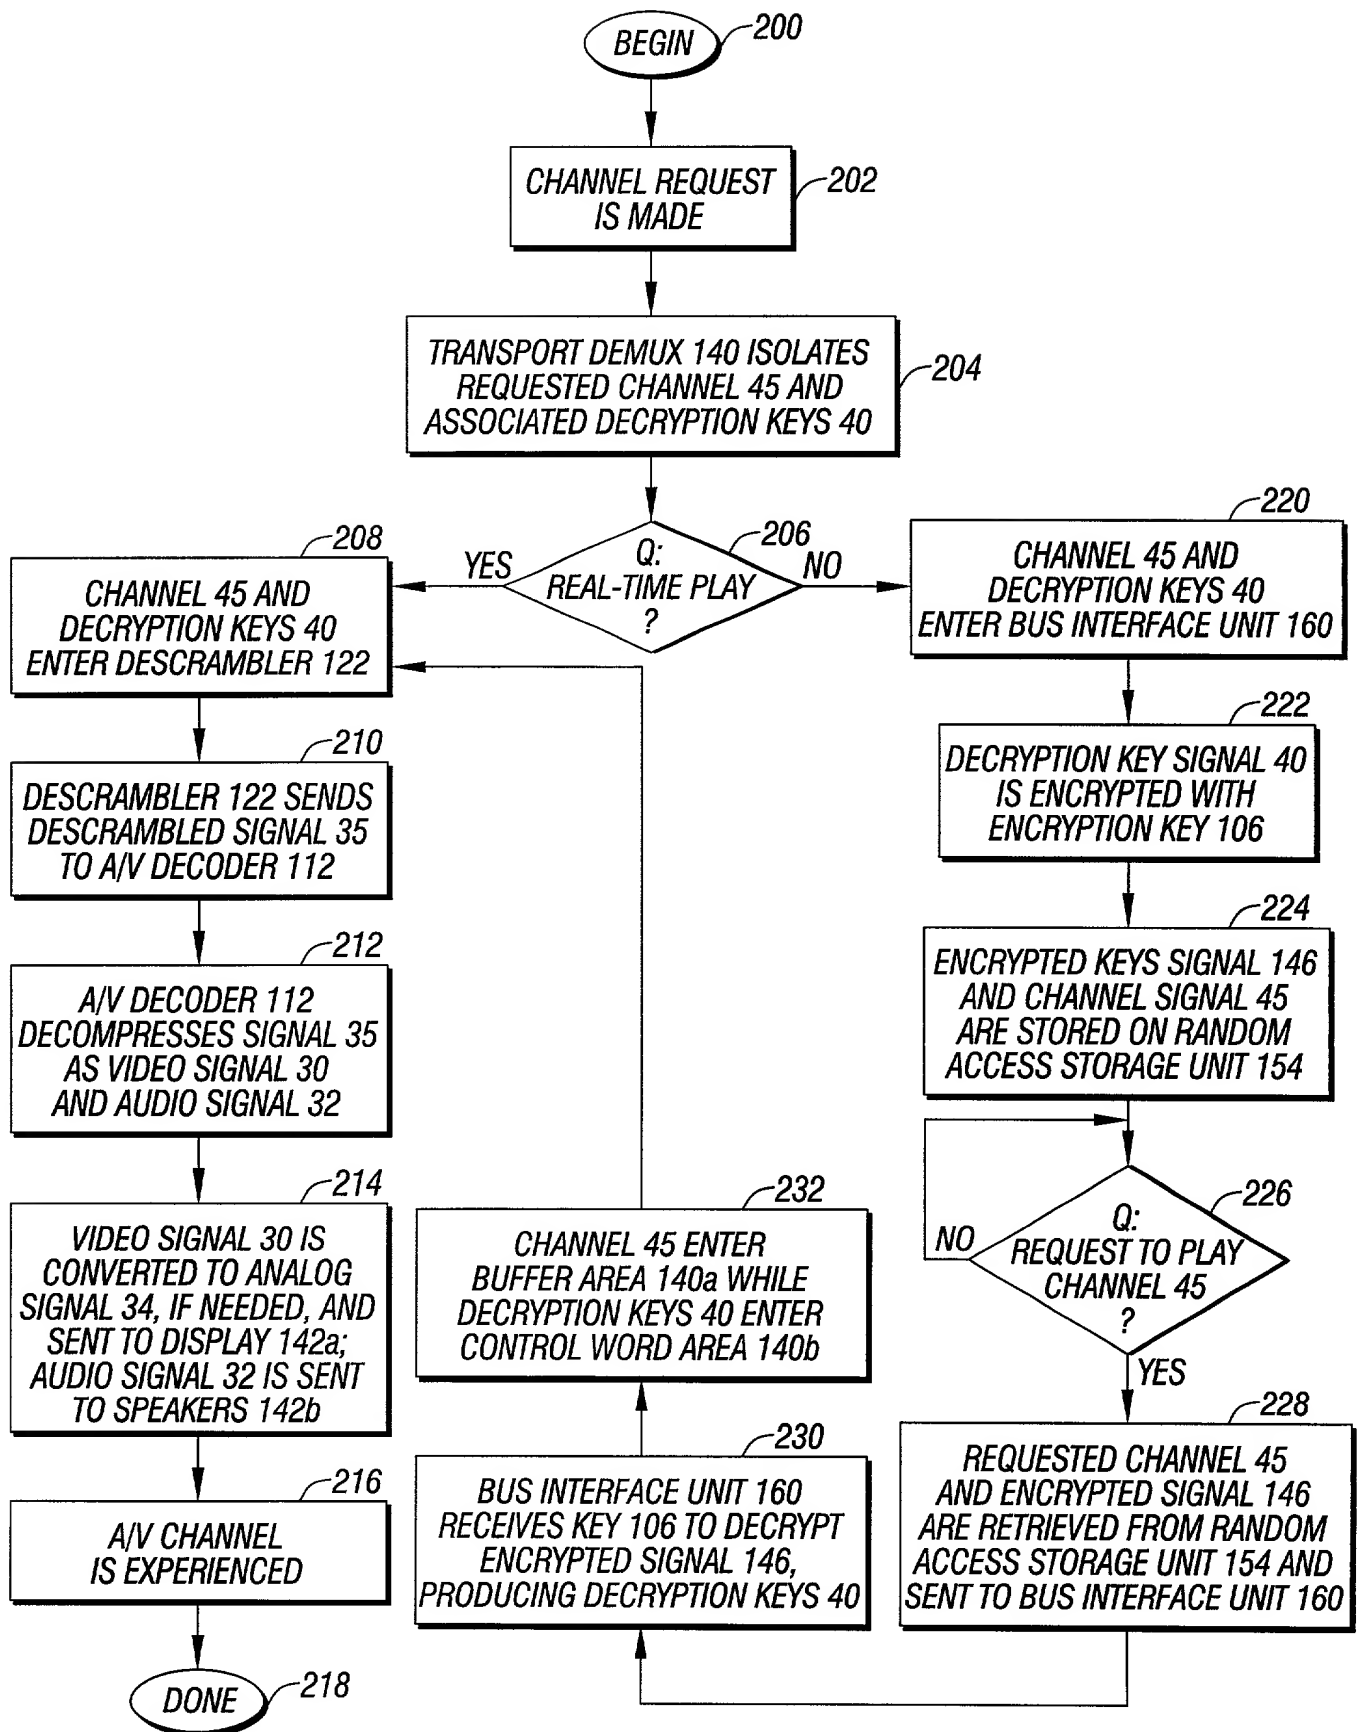 BEGIN
200
CHANNEL REQUEST
IS MADE
202
TRANSPORT DEMUX 140 ISOLATES
REQUESTED CHANNEL 45 AND
ASSOCIATED DECRYPTION KEYS 40
204
Q:
REAL-TIME PLAY
?
206
YES
NO
208
CHANNEL 45 AND
DECRYPTION KEYS 40
ENTER DESCRAMBLER 122
210
DESCRAMBLER 122 SENDS
DESCRAMBLED SIGNAL 35
TO A/V DECODER 112
212
A/V DECODER 112
DECOMPRESSES SIGNAL 35
AS VIDEO SIGNAL 30
AND AUDIO SIGNAL 32
214
VIDEO SIGNAL 30 IS
CONVERTED TO ANALOG
SIGNAL 34, IF NEEDED, AND
SENT TO DISPLAY 142a;
AUDIO SIGNAL 32 IS SENT
TO SPEAKERS 142b
216
A/V CHANNEL
IS EXPERIENCED
DONE
218
220
CHANNEL 45 AND
DECRYPTION KEYS 40
ENTER BUS INTERFACE UNIT 160
222
DECRYPTION KEY SIGNAL 40
IS ENCRYPTED WITH
ENCRYPTION KEY 106
224
ENCRYPTED KEYS SIGNAL 146
AND CHANNEL SIGNAL 45
ARE STORED ON RANDOM
ACCESS STORAGE UNIT 154
226
Q:
REQUEST TO PLAY
CHANNEL 45
?
NO
YES
228
REQUESTED CHANNEL 45
AND ENCRYPTED SIGNAL 146
ARE RETRIEVED FROM RANDOM
ACCESS STORAGE UNIT 154 AND
SENT TO BUS INTERFACE UNIT 160
230
BUS INTERFACE UNIT 160
RECEIVES KEY 106 TO DECRYPT
ENCRYPTED SIGNAL 146,
PRODUCING DECRYPTION KEYS 40
232
CHANNEL 45 ENTER
BUFFER AREA 140a WHILE
DECRYPTION KEYS 40 ENTER
CONTROL WORD AREA 140b